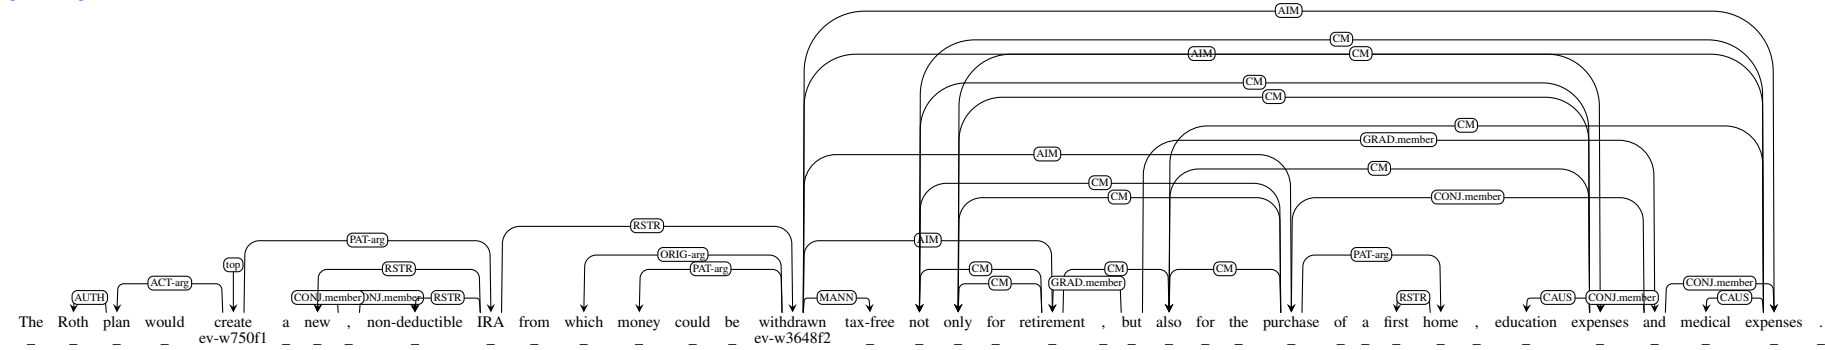 AIM
CM
AIM CM
CM
CM
CM
GRAD.member
AIM
CM
CM
CM CONJ.member
RSTR
PAT-arg AIM
ORIG-arg PAT-arg
top
RSTR PAT-arg CM CM CM
ACT-arg CM GRAD.member CONJ.member
AUTH CONJ.member RSTR MANN RSTR CAUS CONJ.member CAUS
The Roth plan would create a new , non-deductible IRA from which money could be withdrawn tax-free not only for retirement , but also for the purchase of a first home , education expenses and medical expenses .
_ _ _ _ ev-w750f1 _ _ _ _ _ _ _ _ _ _ ev-w3648f2 _ _ _ _ _ _ _ _ _ _ _ _ _ _ _ _ _ _ _ _ _ _